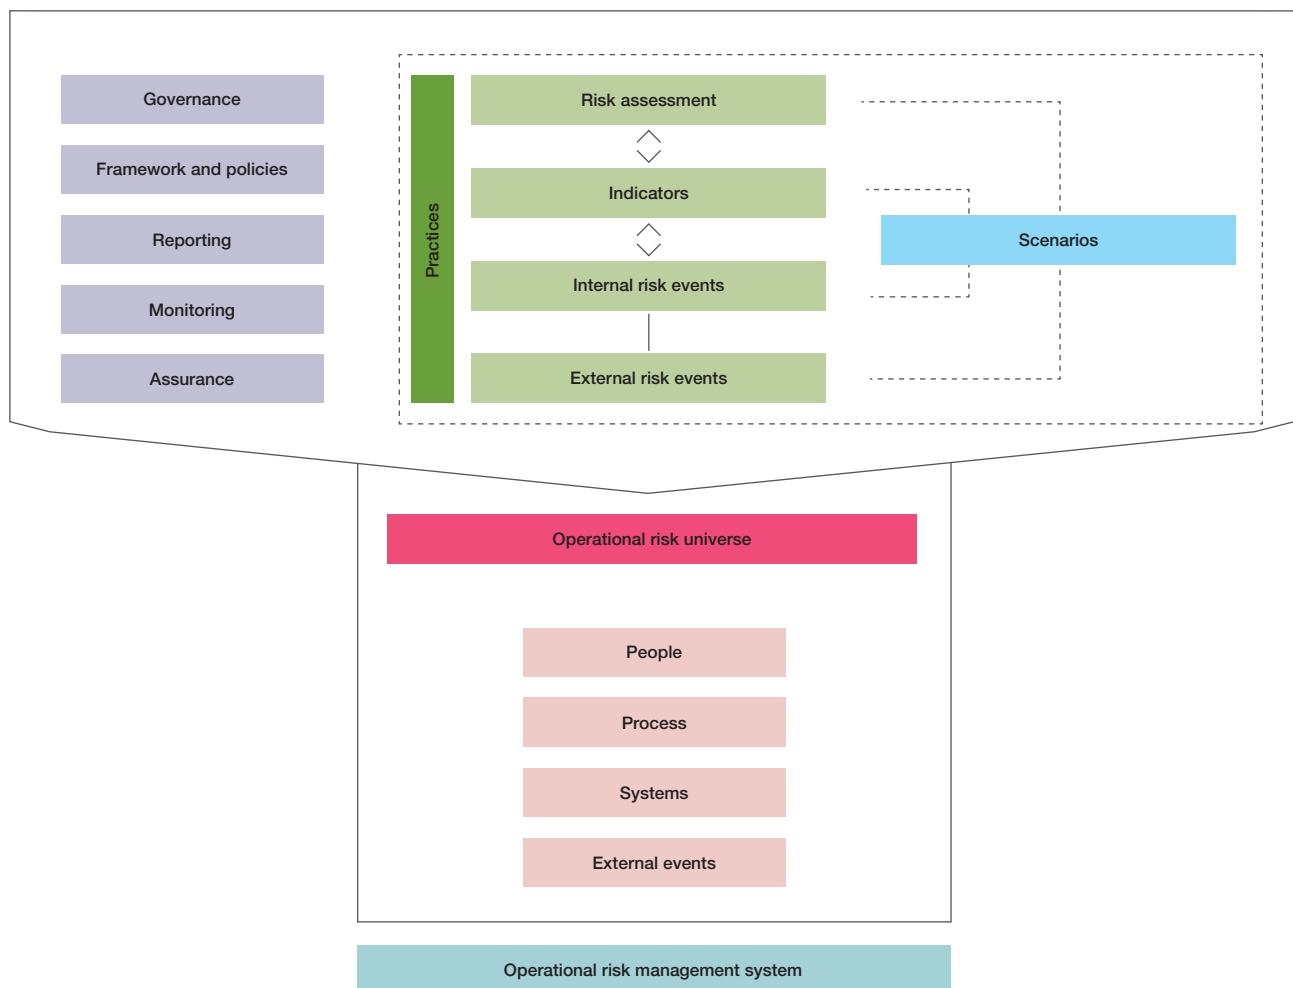 Governance
Framework and policies
Reporting
Monitoring
Assurance
Practices
Risk assessment
Indicators
Internal risk events
External risk events
Scenarios
Operational risk universe
People
Process
Systems
External events
Operational risk management system